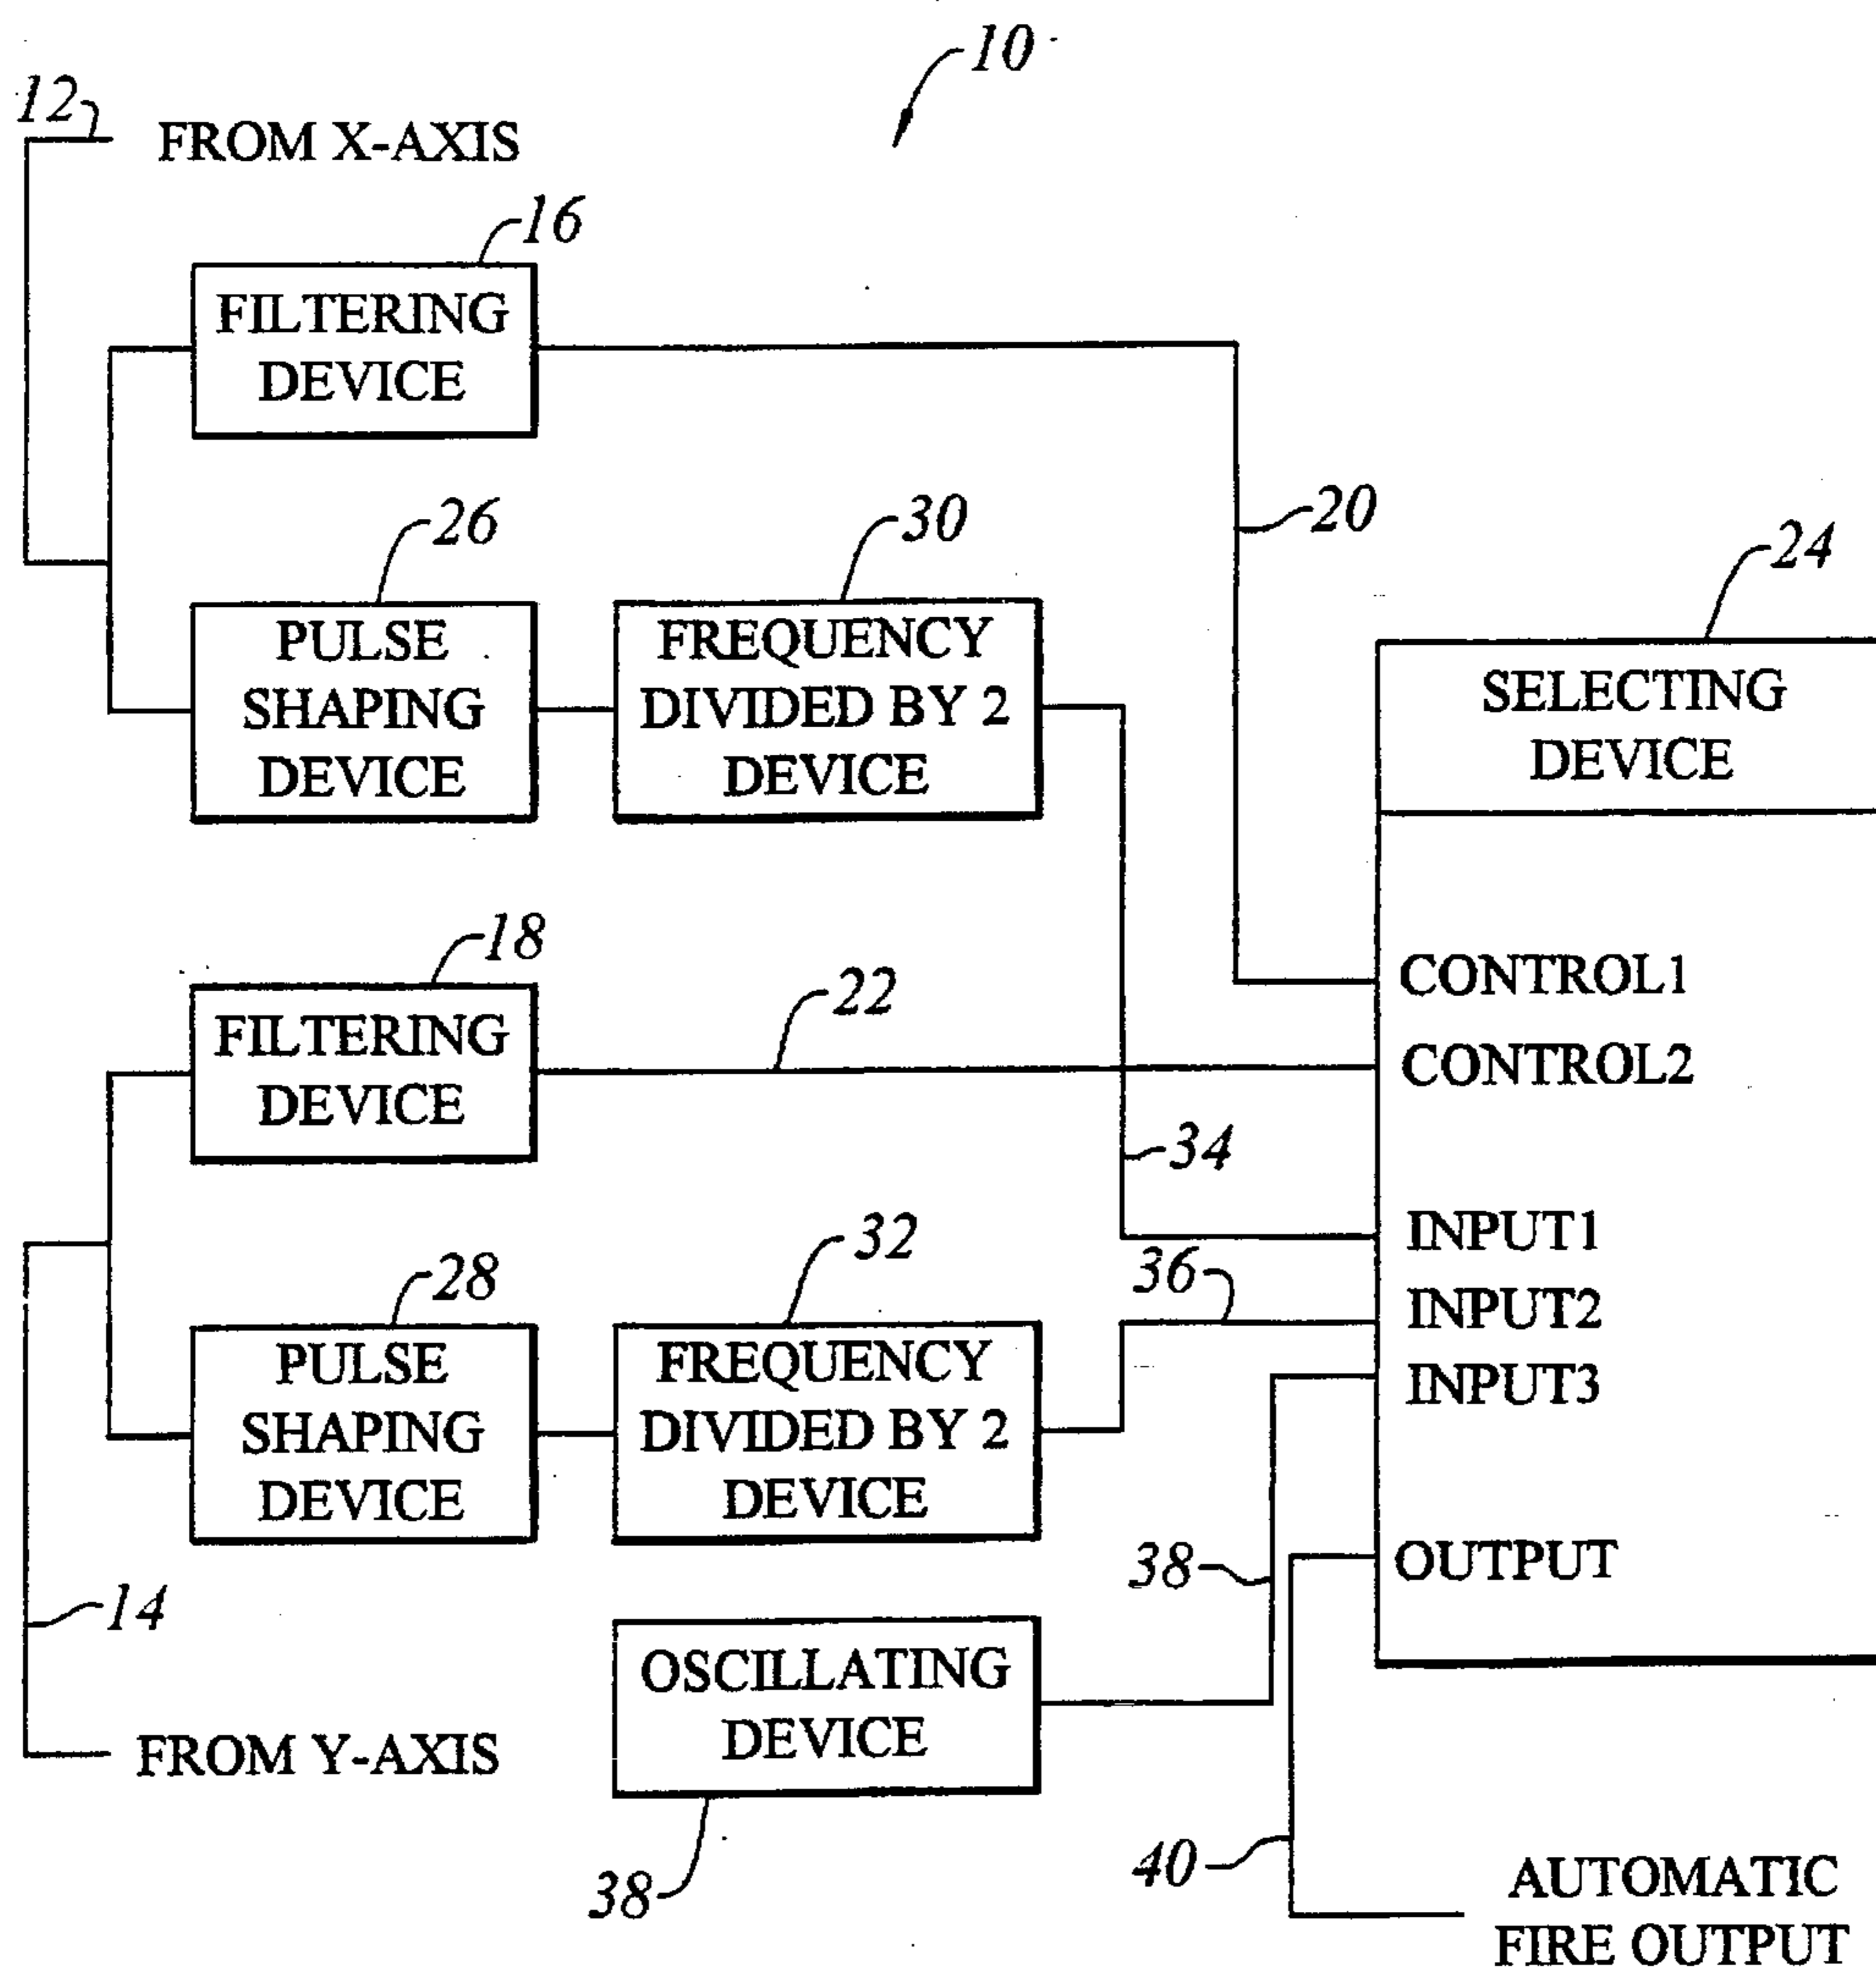 10
12
FROM X-AXIS
16
FILTERING
DEVICE
20
26
PULSE
SHAPING
DEVICE
30
FREQUENCY
DIVIDED BY 2
DEVICE
24
SELECTING
DEVICE
18
FILTERING
DEVICE
22
CONTROL1
CONTROL2
34
INPUT1
INPUT2
INPUT3
36
28
PULSE
SHAPING
DEVICE
32
FREQUENCY
DIVIDED BY 2
DEVICE
38
OUTPUT
14
FROM Y-AXIS
OSCILLATING
DEVICE
38
40
AUTOMATIC
FIRE OUTPUT